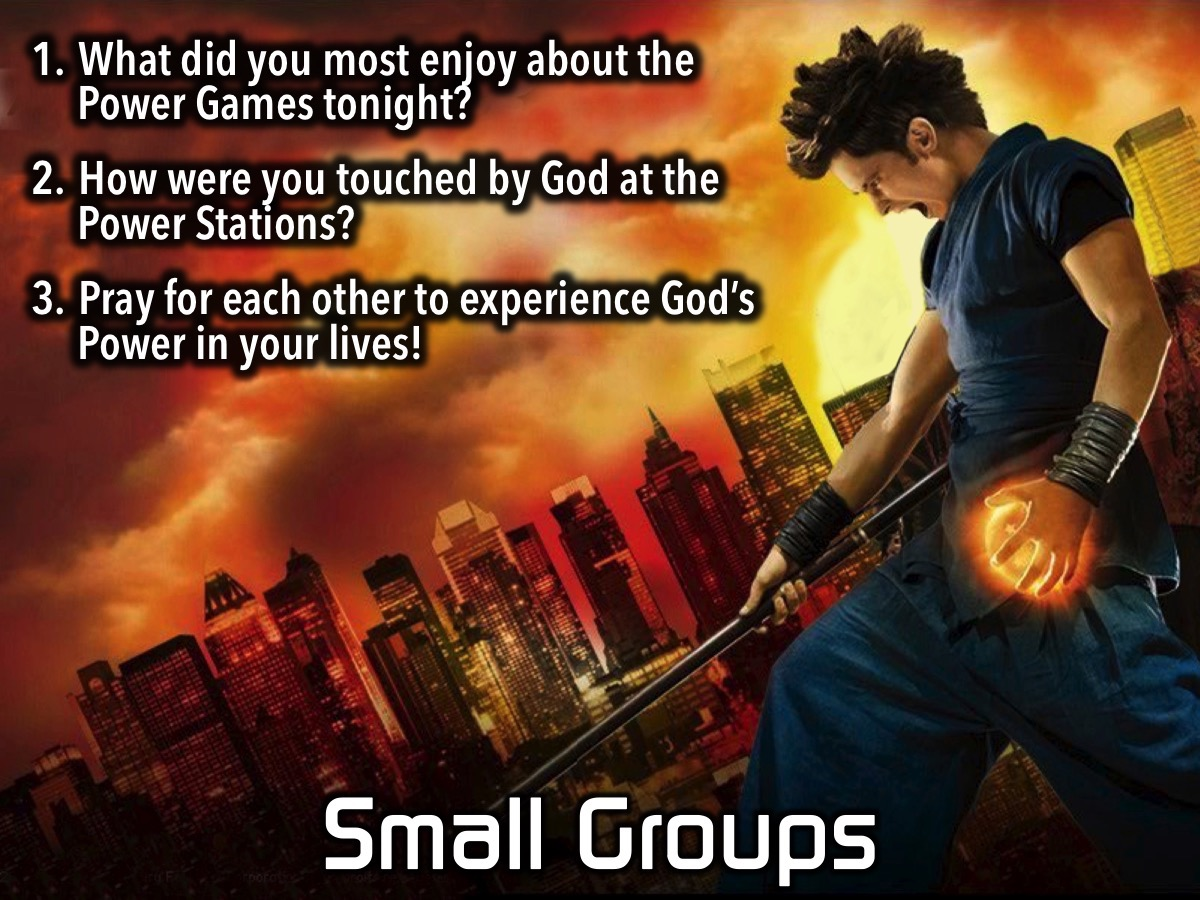 1. What did you most enjoy about the
Power Games tonight?
2. How were you touched by God at the
Power Stations?
3. Pray for each other to experience God’s
Power in your lives!
Small Groups